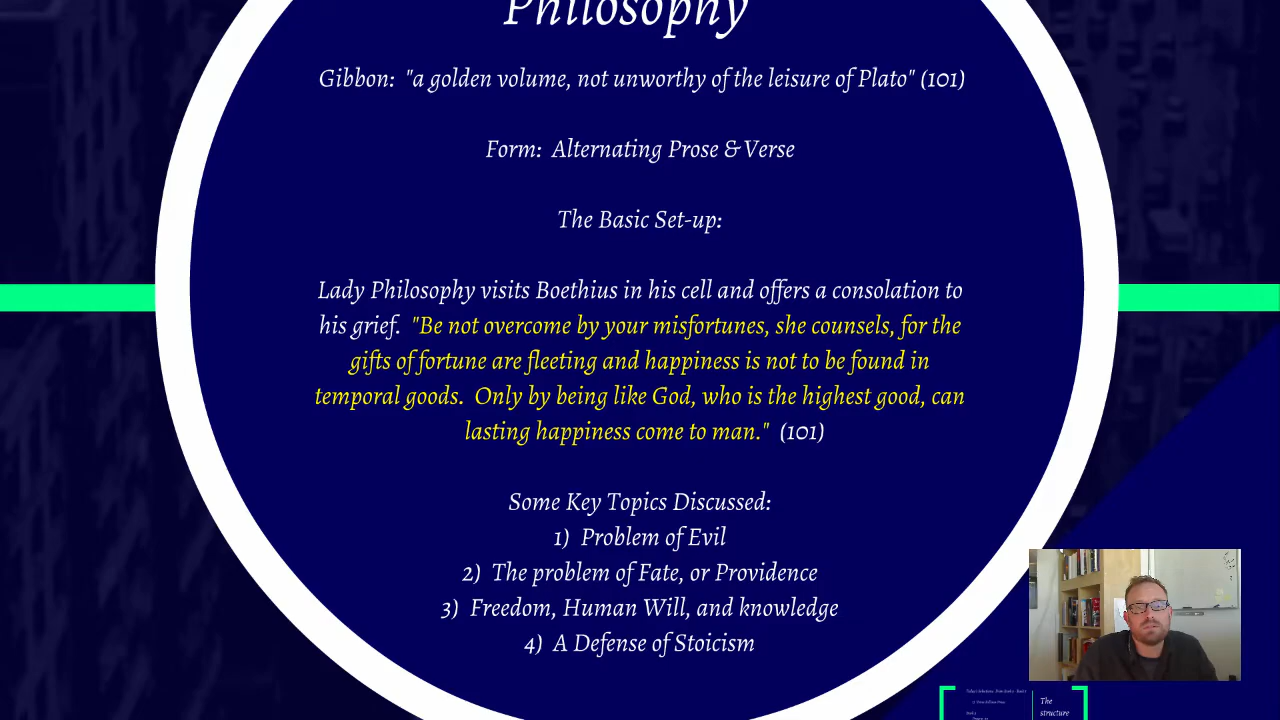 Philosophy
Gibbon: "a golden volume, not unworthy of the leisure of Plato" (101)
Form: Alternating Prose & Verse
The Basic Set-up:
Lady Philosophy visits Boethius in his cell and offers a consolation to
his grief. "Be not overcome by your misfortunes, she counsels, for the
gifts of fortune are fleeting and happiness is not to be found in
temporal goods. Only by being like God, who is the highest good, can
lasting happiness come to man." (101)
Some Key Topics Discussed:
1) Problem of Evil
2) The problem of Fate, or Providence
3) Freedom, Human Will, and knowledge
4) A Defense of Stoicism
The
structure